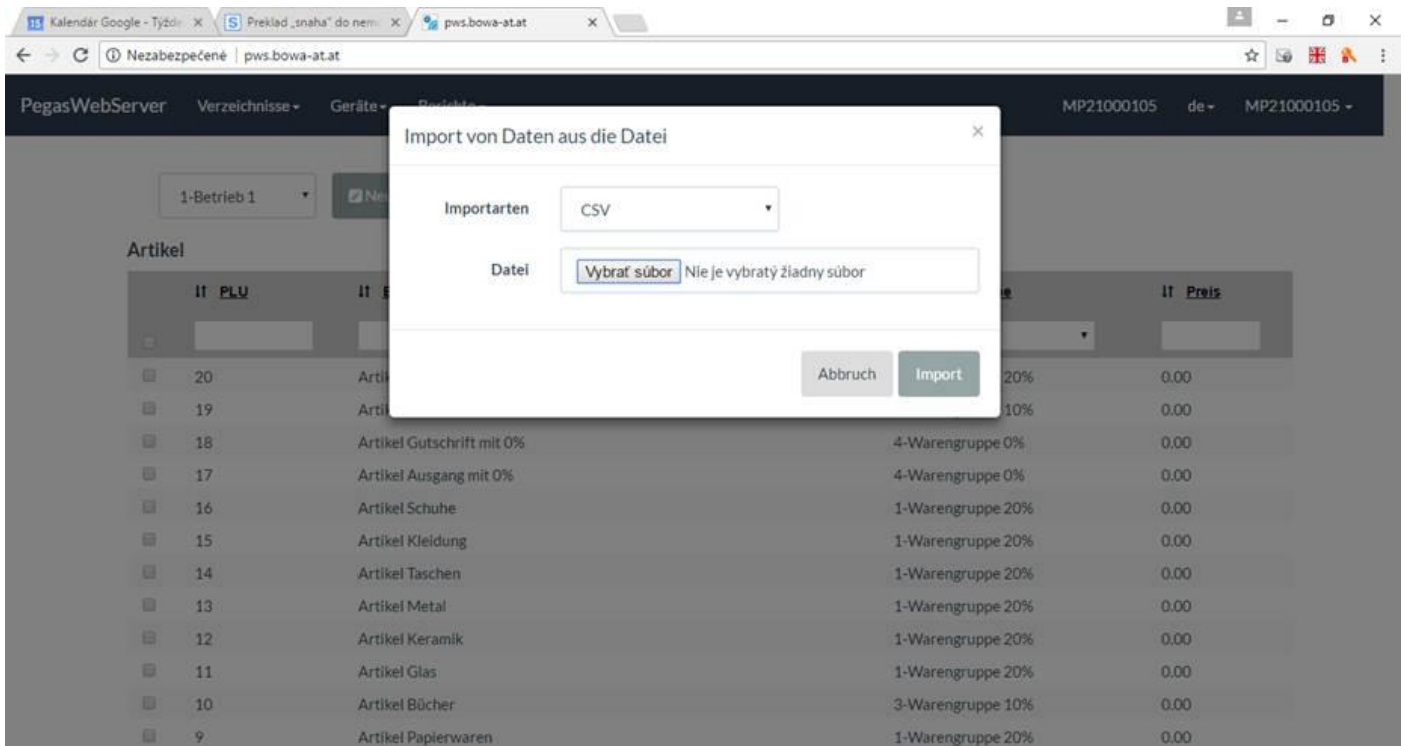 Kalendár Google - Týžde
Preklad „snaha“ do nem
pws.bowa-at.at
Nezabezpečené | pws.bowa-at.at
PegasWebServer Verzeichnisse Geräte Berichte MP21000105 de MP21000105
Import von Daten aus die Datei ×
1-Betrieb 1
Importarten CSV
Artikel
Datei Vybrať súbor Nie je vybratý žiadny súbor
PLU Preis
Abbruch Import
20 20% 0.00
19 10% 0.00
18 Artikel Gutschrift mit 0% 4-Warengruppe 0% 0.00
17 Artikel Ausgang mit 0% 4-Warengruppe 0% 0.00
16 Artikel Schuhe 1-Warengruppe 20% 0.00
15 Artikel Kleidung 1-Warengruppe 20% 0.00
14 Artikel Taschen 1-Warengruppe 20% 0.00
13 Artikel Metal 1-Warengruppe 20% 0.00
12 Artikel Keramik 1-Warengruppe 20% 0.00
11 Artikel Glas 1-Warengruppe 20% 0.00
10 Artikel Bücher 3-Warengruppe 10% 0.00
9 Artikel Papierwaren 1-Warengruppe 20% 0.00